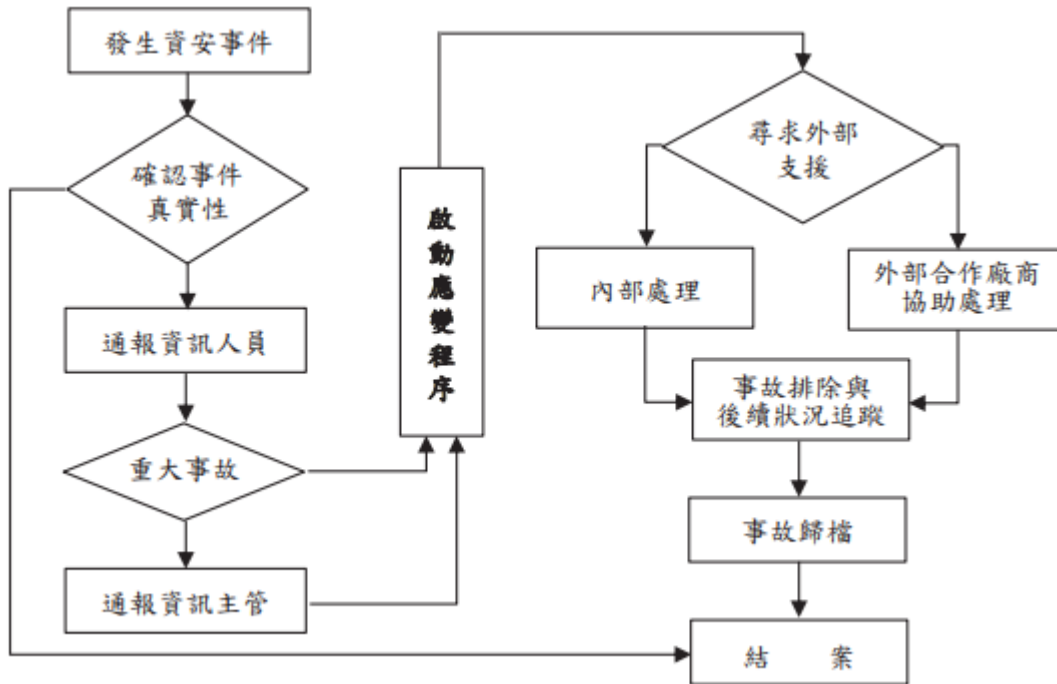 發生資安事件
確認事件
真實性
通報資訊人員
重大事故
通報資訊主管
啟動應變程序
尋求外部
支援
內部處理
外部合作廠商
協助處理
事故排除與
後續狀況追蹤
事故歸檔
結 案